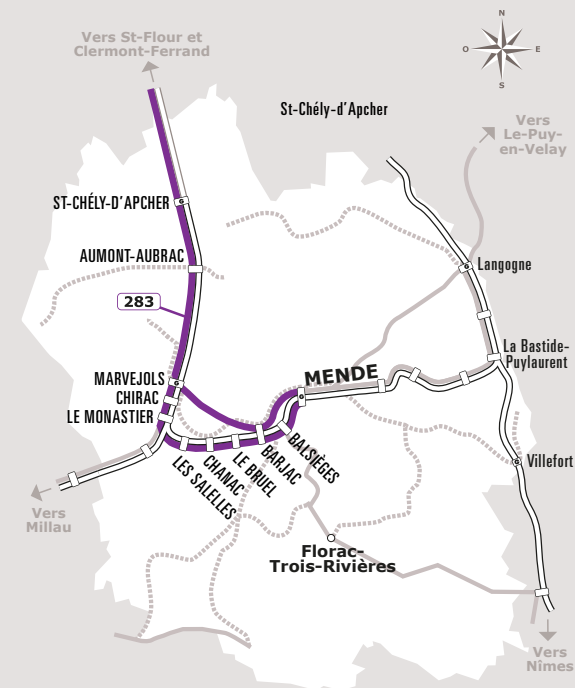 N
O
E
S
Vers St-Flour et
Clermont-Ferrand
St-Chély-d'Apcher
Vers
Le-Puy-
en-Velay
ST-CHÉLY-D'APCHER
AUMONT-AUBRAC
283
Langogne
La Bastide-
Puylaurent
MARVEJOLS
CHIRAC
LE MONASTIER
MENDE
LES SALELLES
CHANAC
LE BRUEL
BARJAC
BALSIÈGES
Villefort
Vers
Millau
Florac-
Trois-Rivières
Vers
Nîmes